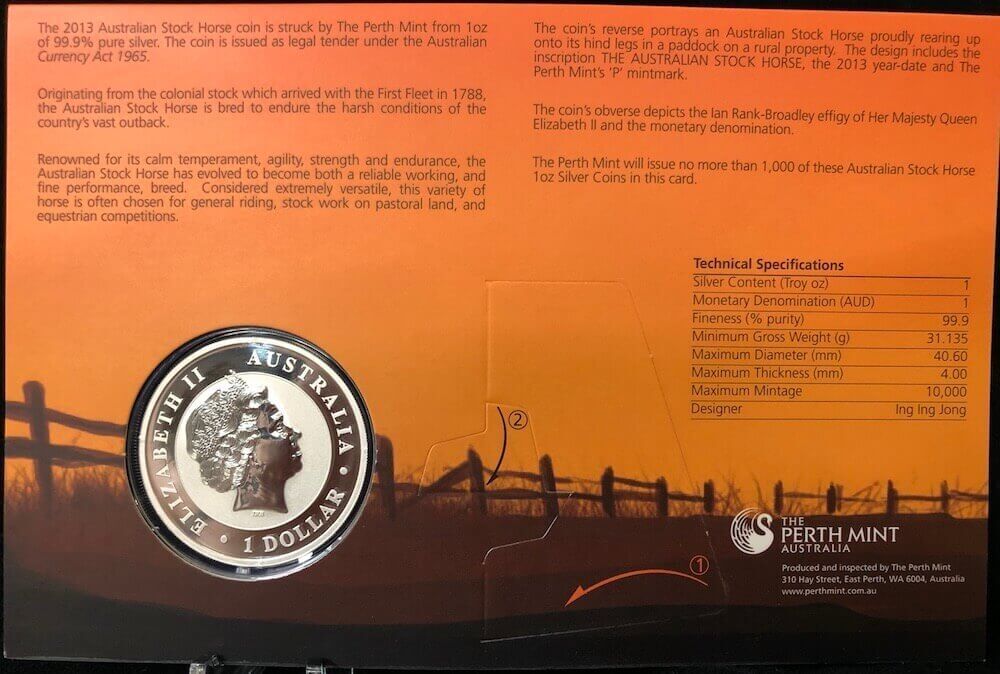 The 2013 Australian Stock Horse coin is struck by The Perth Mint from 1oz
of 99.9% pure silver. The coin is issued as legal tender under the Australian
Currency Act 1965.
Originating from the colonial stock which arrived with the First Fleet in 1788,
the Australian Stock Horse is bred to endure the harsh conditions of the
country's vast outback.
Renowned for its calm temperament, agility, strength and endurance, the
Australian Stock Horse has evolved to become both a reliable working, and
fine performance, breed. Considered extremely versatile, this variety of
horse is often chosen for general riding, stock work on pastoral land, and
equestrian competitions.
The coin's reverse portrays an Australian Stock Horse proudly rearing up
onto its hind legs in a paddock on a rural property. The design includes the
inscription THE AUSTRALIAN STOCK HORSE, the 2013 year-date and The
Perth Mint's 'P' mintmark.
The coin's obverse depicts the Ian Rank-Broadley effigy of Her Majesty Queen
Elizabeth II and the monetary denomination.
The Perth Mint will issue no more than 1,000 of these Australian Stock Horse
1oz Silver Coins in this card.
Technical Specifications
Silver Content (Troy oz) 1
Monetary Denomination (AUD) 1
Fineness (% purity) 99.9
Minimum Gross Weight (g) 31.135
Maximum Diameter (mm) 40.60
Maximum Thickness (mm) 4.00
Maximum Mintage 10,000
Designer Ing Ing Jong
ELIZABETH II AUSTRALIA • 1 DOLLAR •
IRB
2
1
THE
PERTH MINT
AUSTRALIA
Produced and inspected by The Perth Mint
310 Hay Street, East Perth, WA 6004, Australia
www.perthmint.com.au